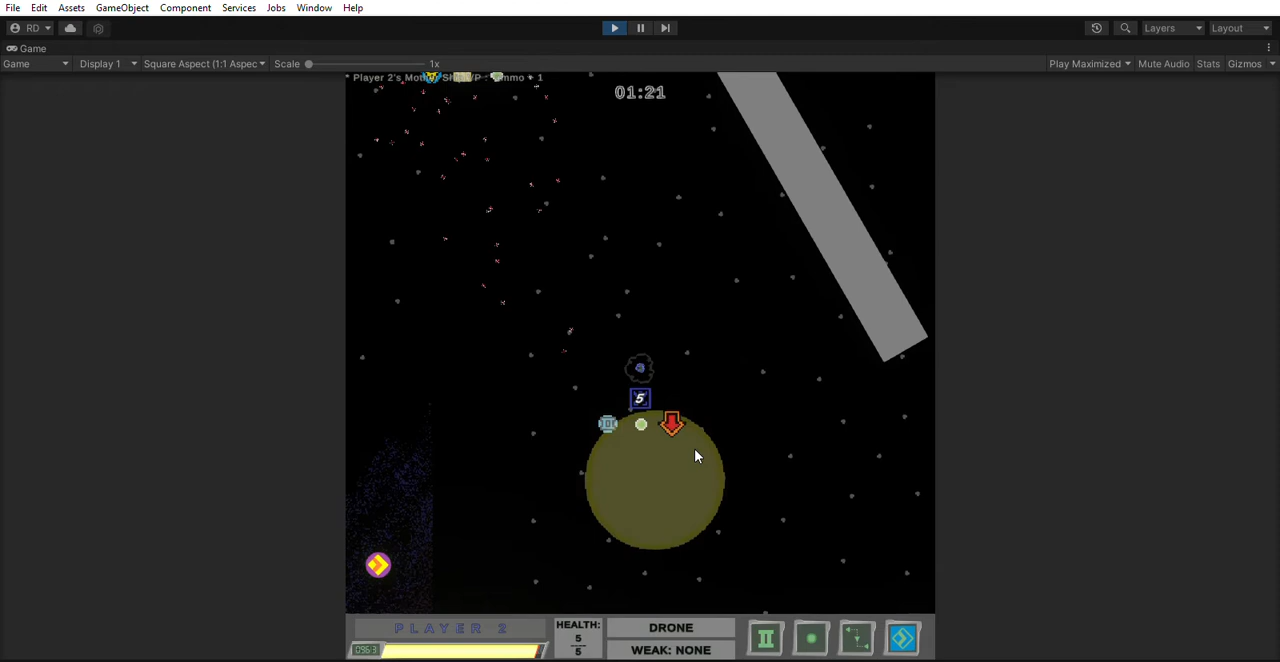 File Edit Assets GameObject Component Services Jobs Window Help
RD Layers Layout
Game
Game Display 1 Square Aspect (1:1 Aspec Scale 1x Play Maximized Mute Audio Stats Gizmos
* Player 2's
01:21
5
PLAYER 2 HEALTH: DRONE
5
5 WEAK: NONE